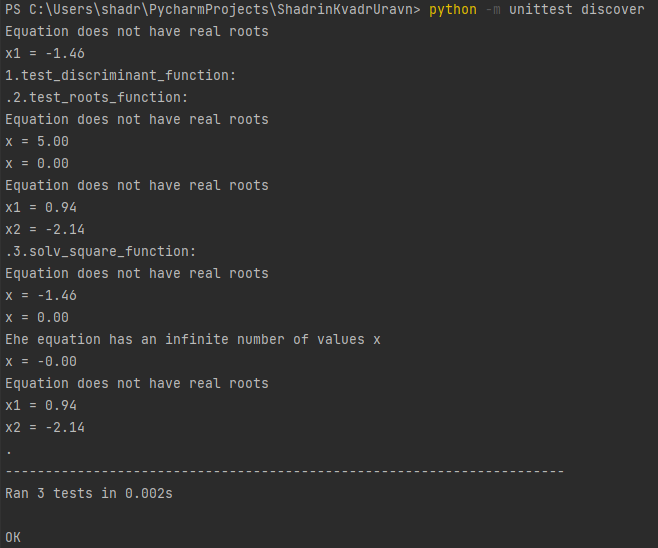 PS C:\Users\shadr\PycharmProjects\ShadrinKvadrUravn> python -m unittest discover
Equation does not have real roots
x1 = -1.46
1.test_discriminant_function:
.2.test_roots_function:
Equation does not have real roots
x = 5.00
x = 0.00
Equation does not have real roots
x1 = 0.94
x2 = -2.14
.3.solv_square_function:
Equation does not have real roots
x = -1.46
x = 0.00
Ehe equation has an infinite number of values x
x = -0.00
Equation does not have real roots
x1 = 0.94
x2 = -2.14
.
----------------------------------------------------------------------
Ran 3 tests in 0.002s
OK